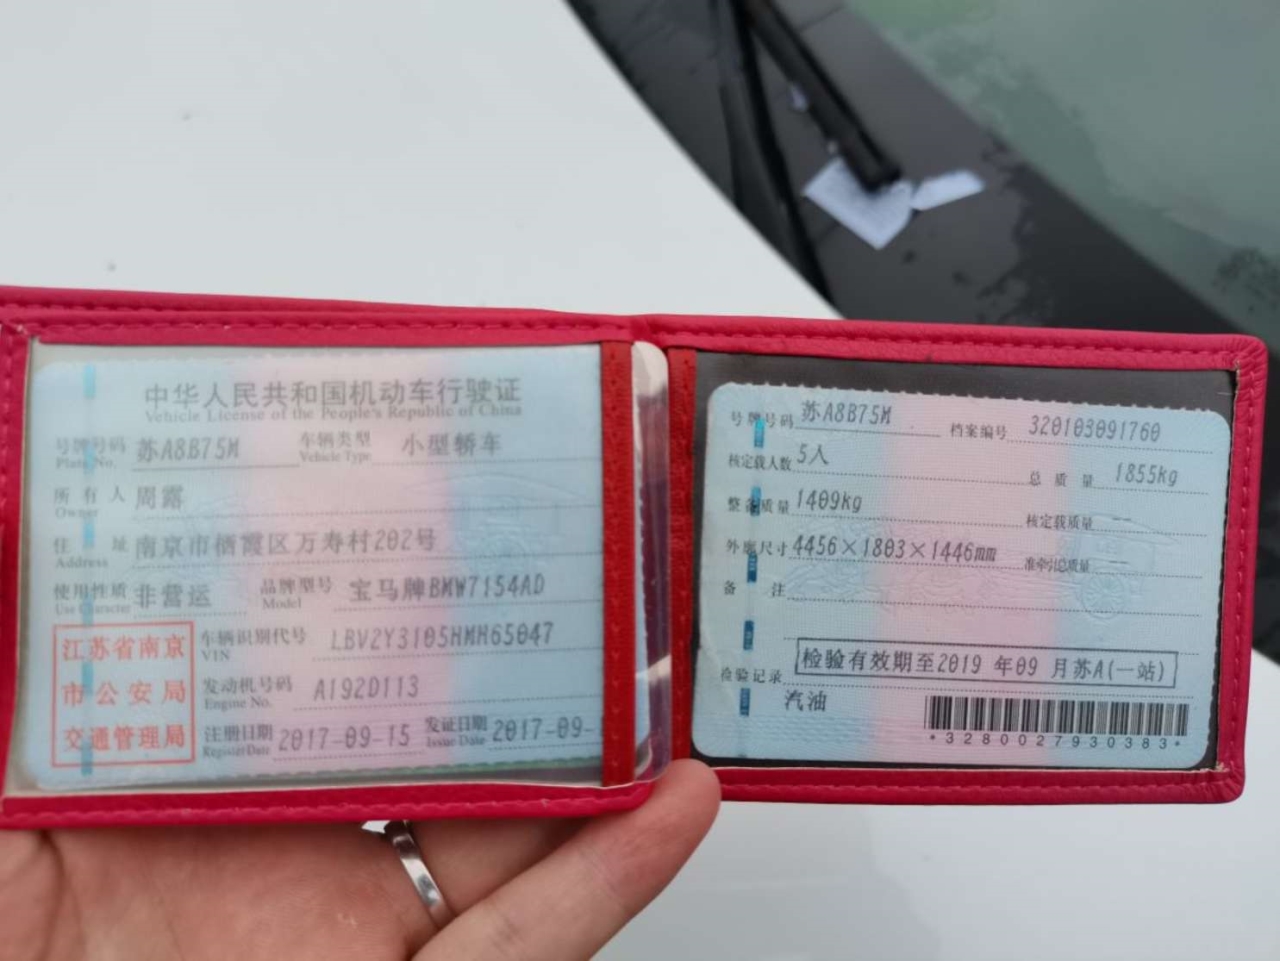 中华人民共和国机动车行驶证
Vehicle License of the People's Republic of China
号牌号码 苏A8B75M 车辆类型 小型轿车
Plate No. Vehicle Type
所有人 周露
Owner
住址 南京市栖霞区万寿村202号
Address
使用性质 非营运 品牌型号 宝马牌BMW7154AD
Use Character Model
江苏省南京
市公安局
交通管理局
车辆识别代号 LBV2Y3105HMH65047
VIN
发动机号码 A192D113
Engine No.
注册日期 2017-09-15 发证日期 2017-09-
Register Date Issue Date
号牌号码 苏A8B75M 档案编号 320103091760
核定载人数 5人 总质量 1855kg
整备质量 1409kg 核定载质量 --
外廓尺寸 4456×1803×1446mm 准牵引总质量 --
备注
检验记录 检验有效期至2019年09月苏A(一站)
汽油
*3280027930383*